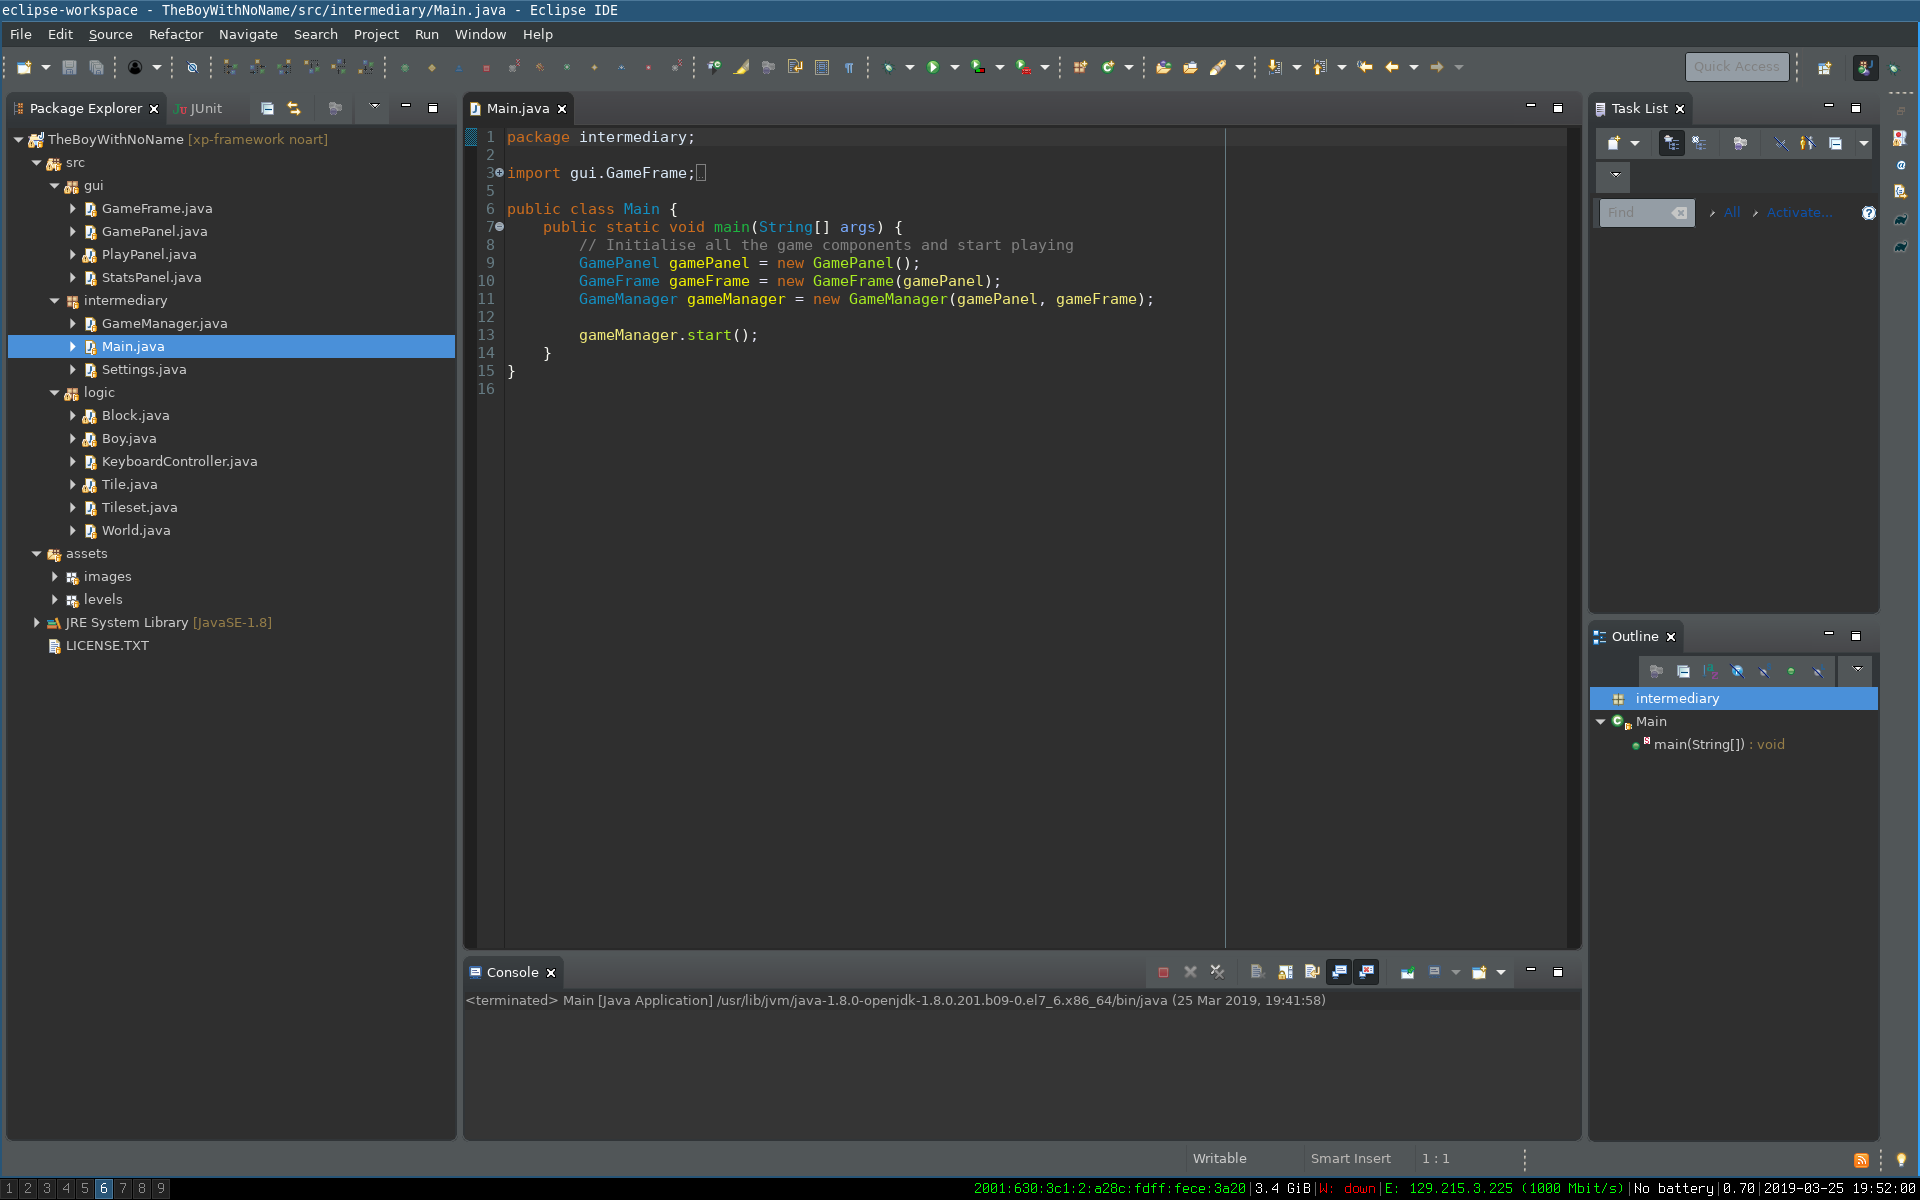 eclipse-workspace - TheBoyWithNoName/src/intermediary/Main.java - Eclipse IDE
File Edit Source Refactor Navigate Search Project Run Window Help
Quick Access
Package Explorer JUnit
TheBoyWithNoName [xp-framework noart]
src
gui
GameFrame.java
GamePanel.java
PlayPanel.java
StatsPanel.java
intermediary
GameManager.java
Main.java
Settings.java
logic
Block.java
Boy.java
KeyboardController.java
Tile.java
Tileset.java
World.java
assets
images
levels
JRE System Library [JavaSE-1.8]
LICENSE.TXT
Main.java
1 package intermediary;
2
3 import gui.GameFrame;
5
6 public class Main {
7 public static void main(String[] args) {
8 // Initialise all the game components and start playing
9 GamePanel gamePanel = new GamePanel();
10 GameFrame gameFrame = new GameFrame(gamePanel);
11 GameManager gameManager = new GameManager(gamePanel, gameFrame);
12
13 gameManager.start();
14 }
15 }
16
Console
<terminated> Main [Java Application] /usr/lib/jvm/java-1.8.0-openjdk-1.8.0.201.b09-0.el7_6.x86_64/bin/java (25 Mar 2019, 19:41:58)
Task List
Find All Activate...
Outline
intermediary
Main
main(String[]) : void
Writable Smart Insert 1 : 1
1 2 3 4 5 6 7 8 9
2001:630:3c1:2:a28c:fdff:fece:3a20|3.4 GiB|W: down|E: 129.215.3.225 (1000 Mbit/s)|No battery|0.70|2019-03-25 19:52:00